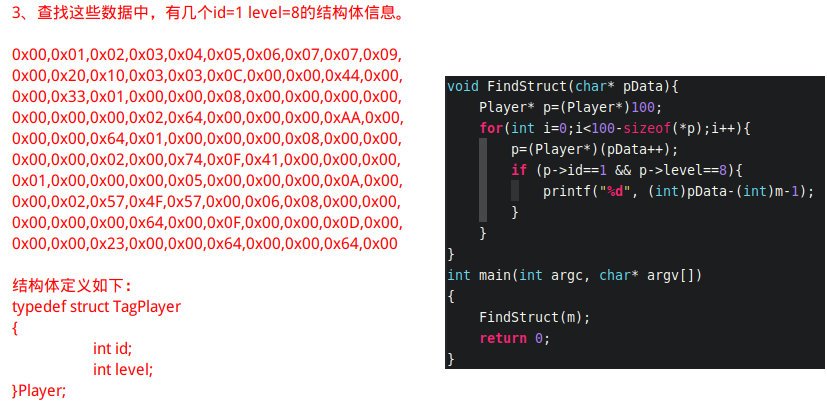 3、查找这些数据中，有几个id=1 level=8的结构体信息。
0x00,0x01,0x02,0x03,0x04,0x05,0x06,0x07,0x07,0x09,
0x00,0x20,0x10,0x03,0x03,0x0C,0x00,0x00,0x44,0x00,
0x00,0x33,0x01,0x00,0x00,0x08,0x00,0x00,0x00,0x00,
0x00,0x00,0x00,0x02,0x64,0x00,0x00,0x00,0xAA,0x00,
0x00,0x00,0x64,0x01,0x00,0x00,0x00,0x08,0x00,0x00,
0x00,0x00,0x02,0x00,0x74,0x0F,0x41,0x00,0x00,0x00,
0x01,0x00,0x00,0x00,0x05,0x00,0x00,0x00,0x0A,0x00,
0x00,0x02,0x57,0x4F,0x57,0x00,0x06,0x08,0x00,0x00,
0x00,0x00,0x00,0x64,0x00,0x0F,0x00,0x00,0x0D,0x00,
0x00,0x00,0x23,0x00,0x00,0x64,0x00,0x00,0x64,0x00
结构体定义如下：
typedef struct TagPlayer
{
int id;
int level;
}Player;
void FindStruct(char* pData){
Player* p=(Player*)100;
for(int i=0;i<100-sizeof(*p);i++){
p=(Player*)(pData++);
if (p->id==1 && p->level==8){
printf("%d", (int)pData-(int)m-1);
}
}
}
int main(int argc, char* argv[])
{
FindStruct(m);
return 0;
}